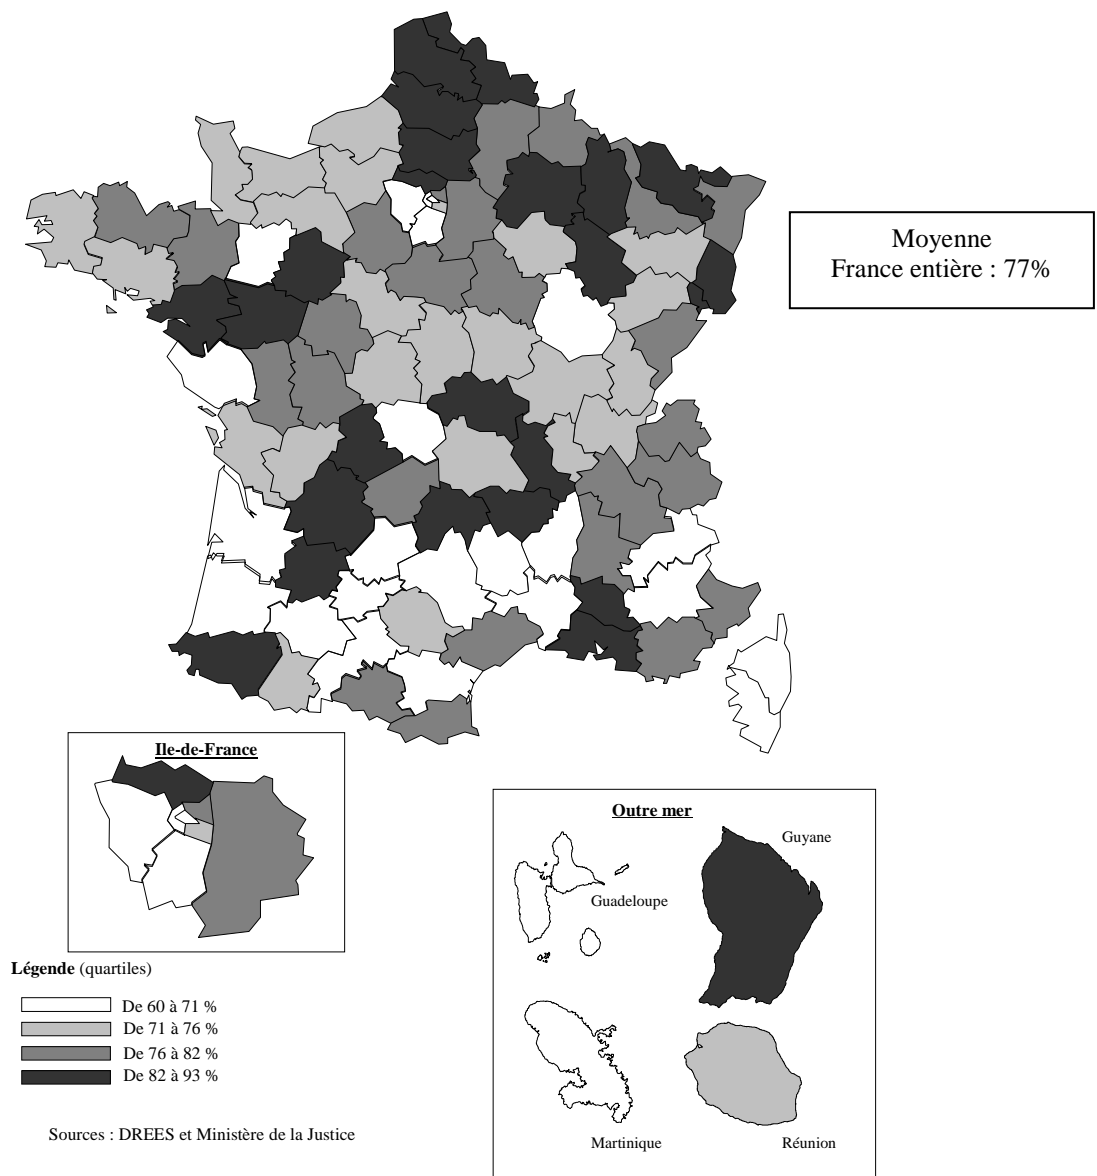 Moyenne
France entière : 77%
Ile-de-France
Outre mer
Guyane
Guadeloupe
Légende (quartiles)
De 60 à 71 %
De 71 à 76 %
De 76 à 82 %
De 82 à 93 %
Sources : DREES et Ministère de la Justice
Martinique
Réunion